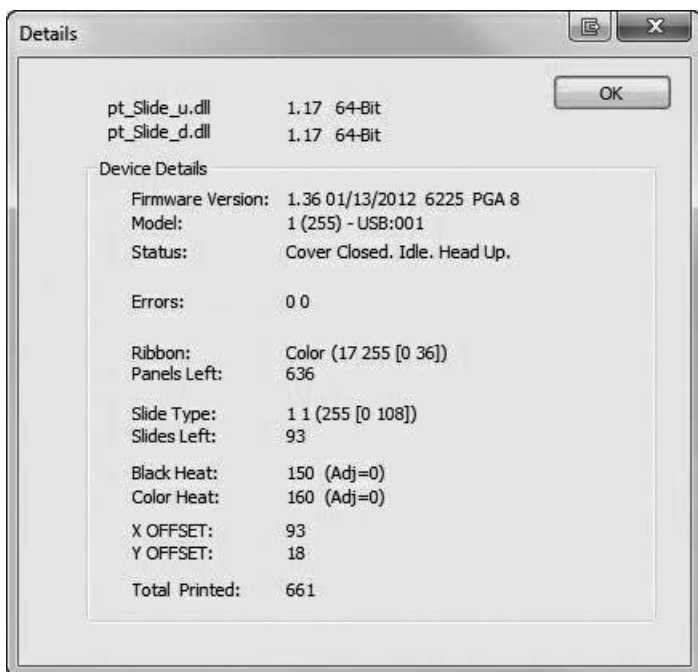 Details
OK
pt_Slide_u.dll 1.17 64-Bit
pt_Slide_d.dll 1.17 64-Bit
Device Details
Firmware Version: 1.36 01/13/2012 6225 PGA 8
Model: 1 (255) - USB:001
Status: Cover Closed. Idle. Head Up.
Errors: 0 0
Ribbon: Color (17 255 [0 36])
Panels Left: 636
Slide Type: 1 1 (255 [0 108])
Slides Left: 93
Black Heat: 150 (Adj=0)
Color Heat: 160 (Adj=0)
X OFFSET: 93
Y OFFSET: 18
Total Printed: 661